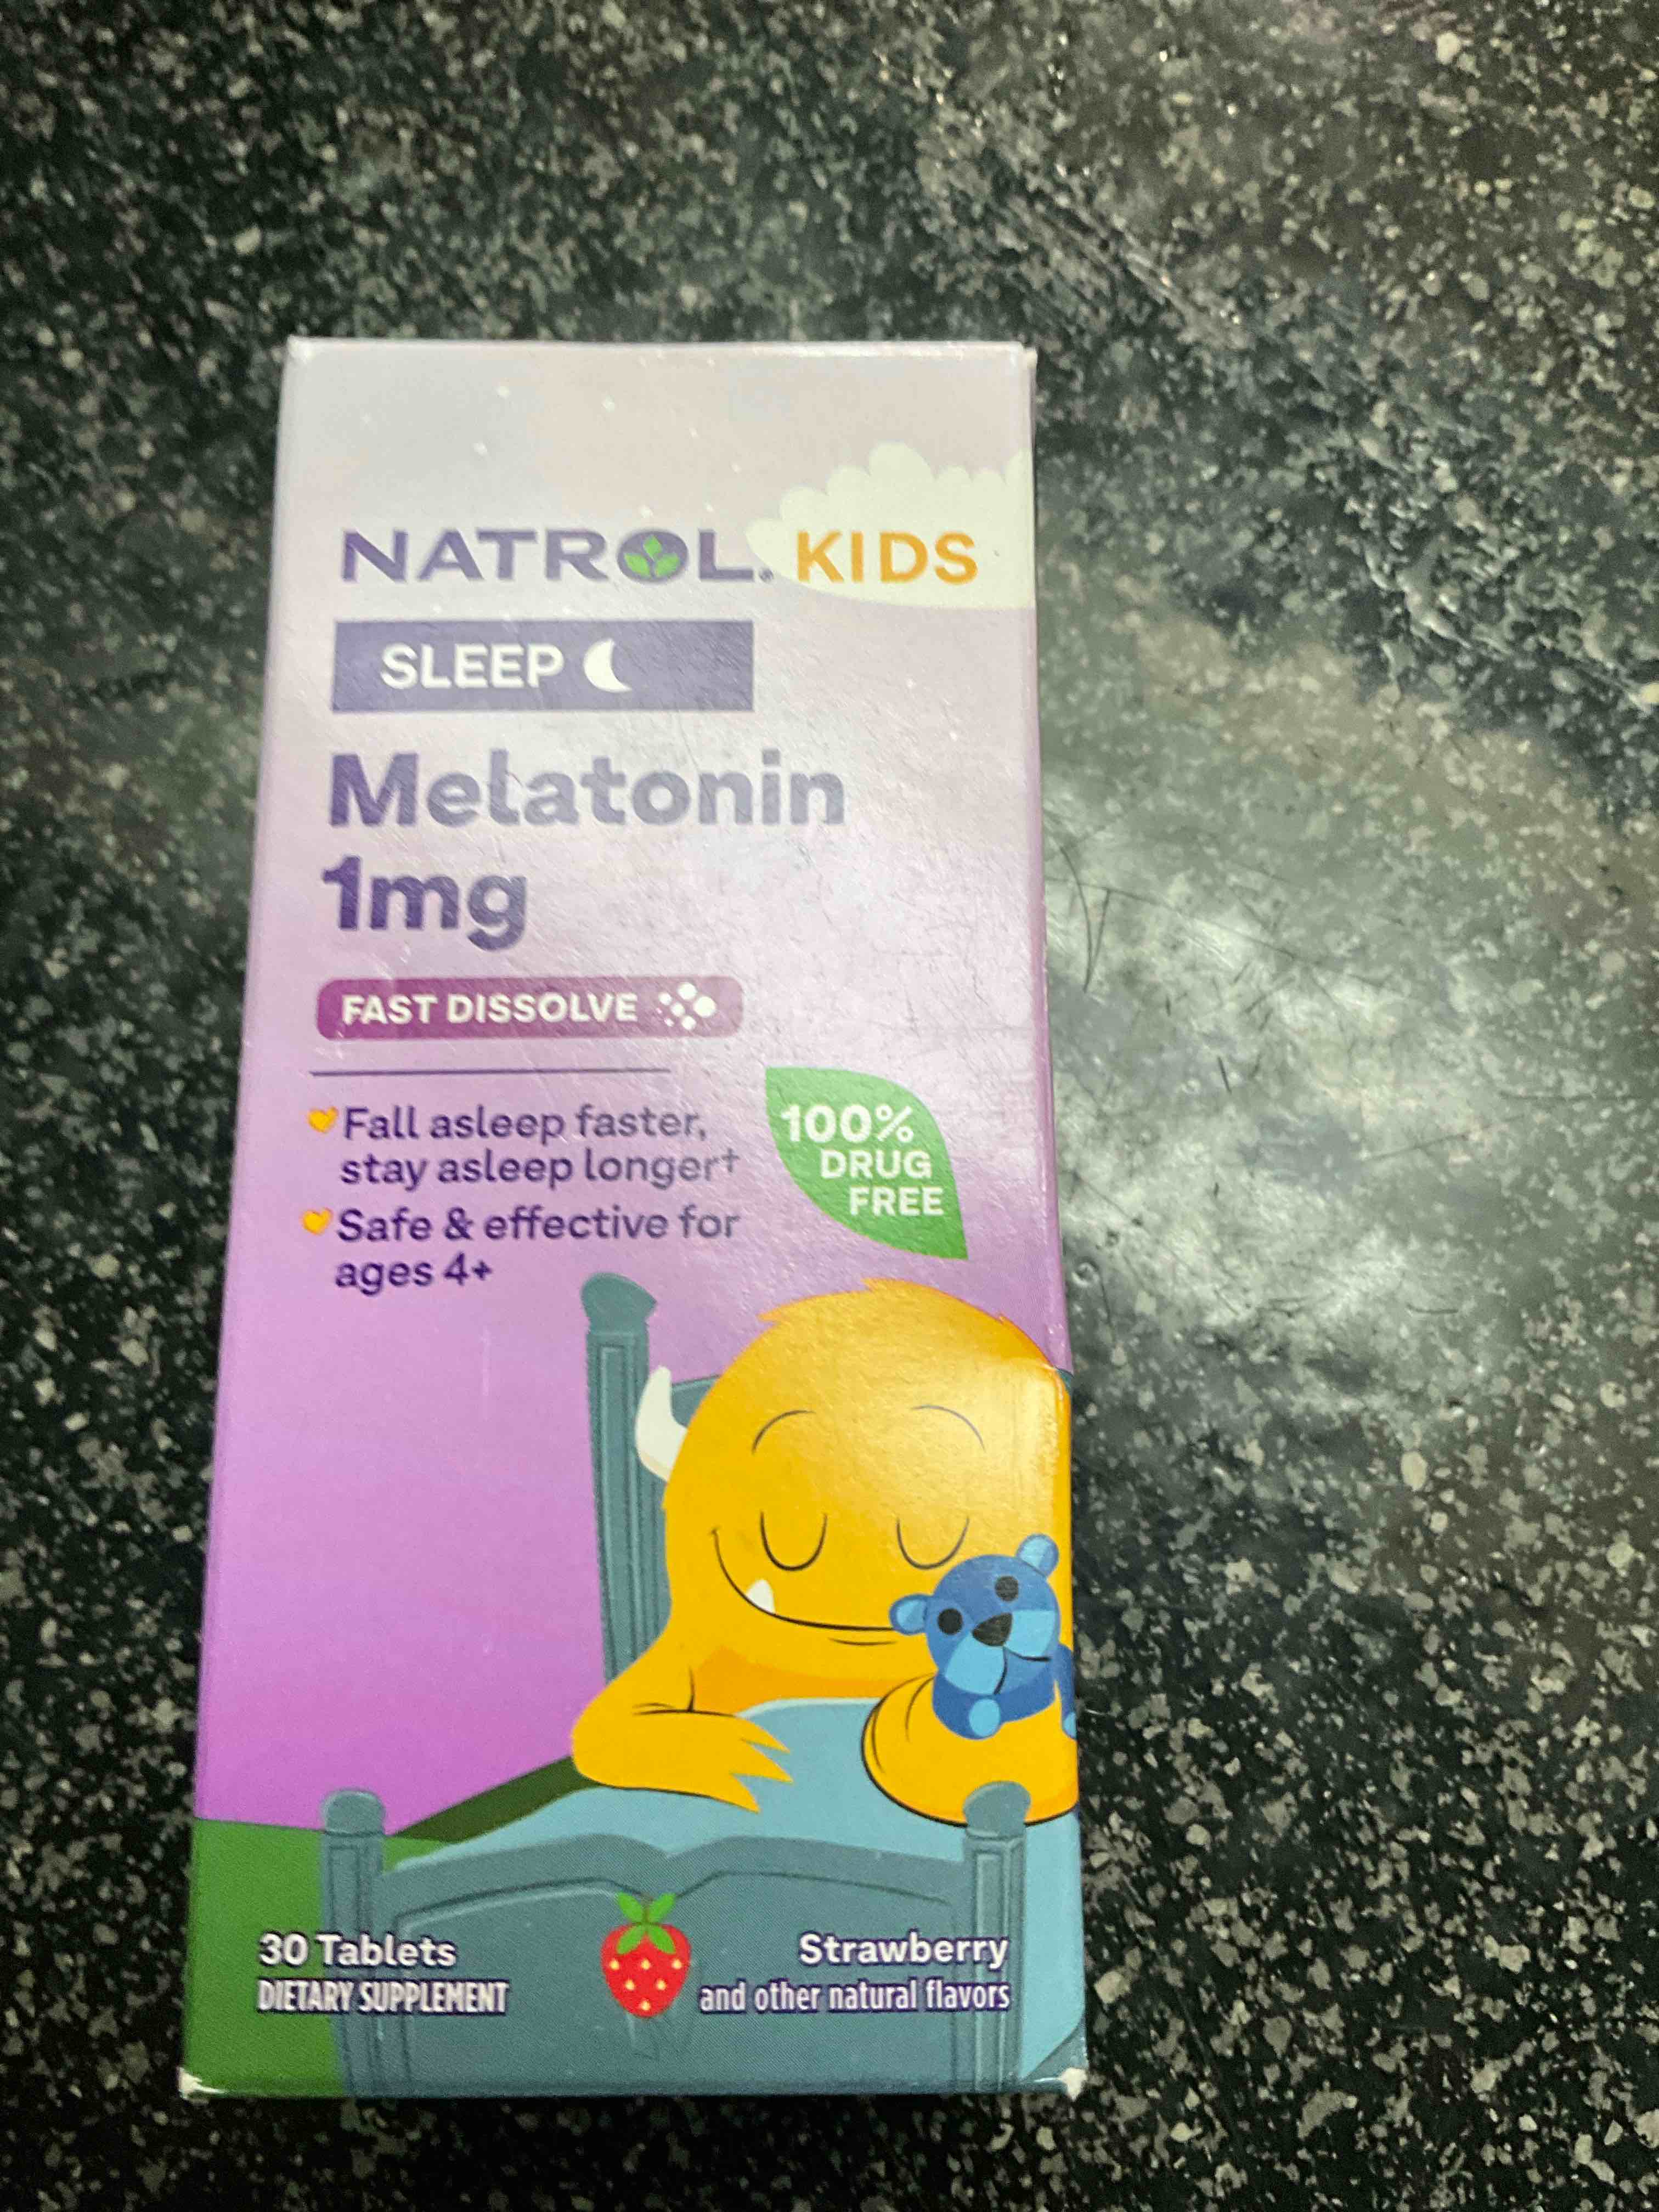 NATROL. KIDS
SLEEP
Melatonin
1mg
FAST DISSOLVE
Fall asleep faster,
stay asleep longer†
Safe & effective for
ages 4+
100%
DRUG
FREE
30 Tablets
DIETARY SUPPLEMENT
Strawberry
and other natural flavors